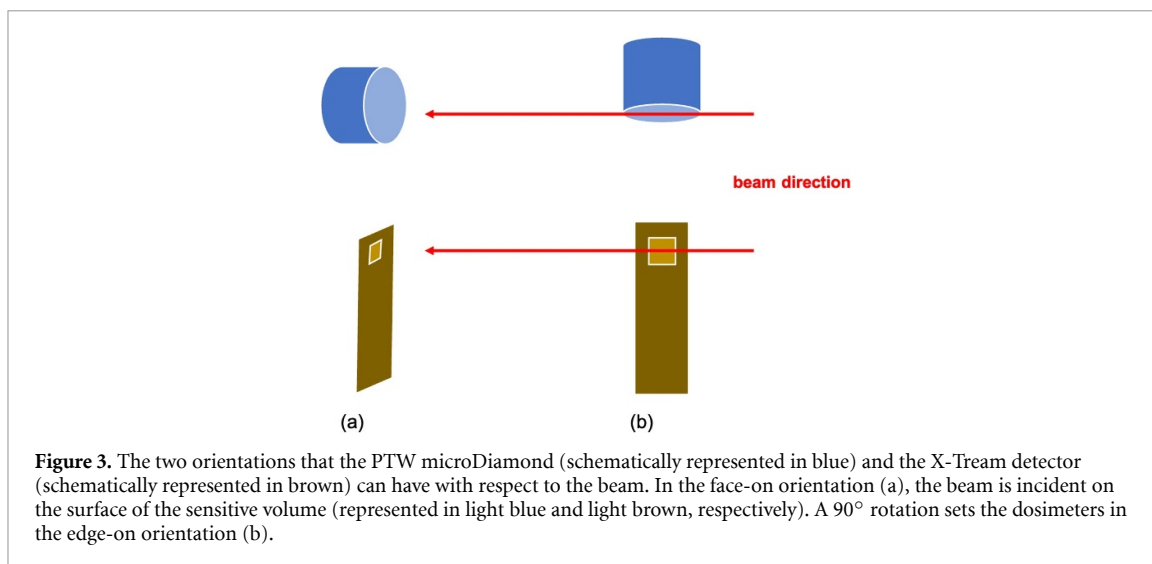 beam direction
(a)
(b)
Figure 3. The two orientations that the PTW microDiamond (schematically represented in blue) and the X-Tream detector
(schematically represented in brown) can have with respect to the beam. In the face-on orientation (a), the beam is incident on
the surface of the sensitive volume (represented in light blue and light brown, respectively). A 90° rotation sets the dosimeters in
the edge-on orientation (b).